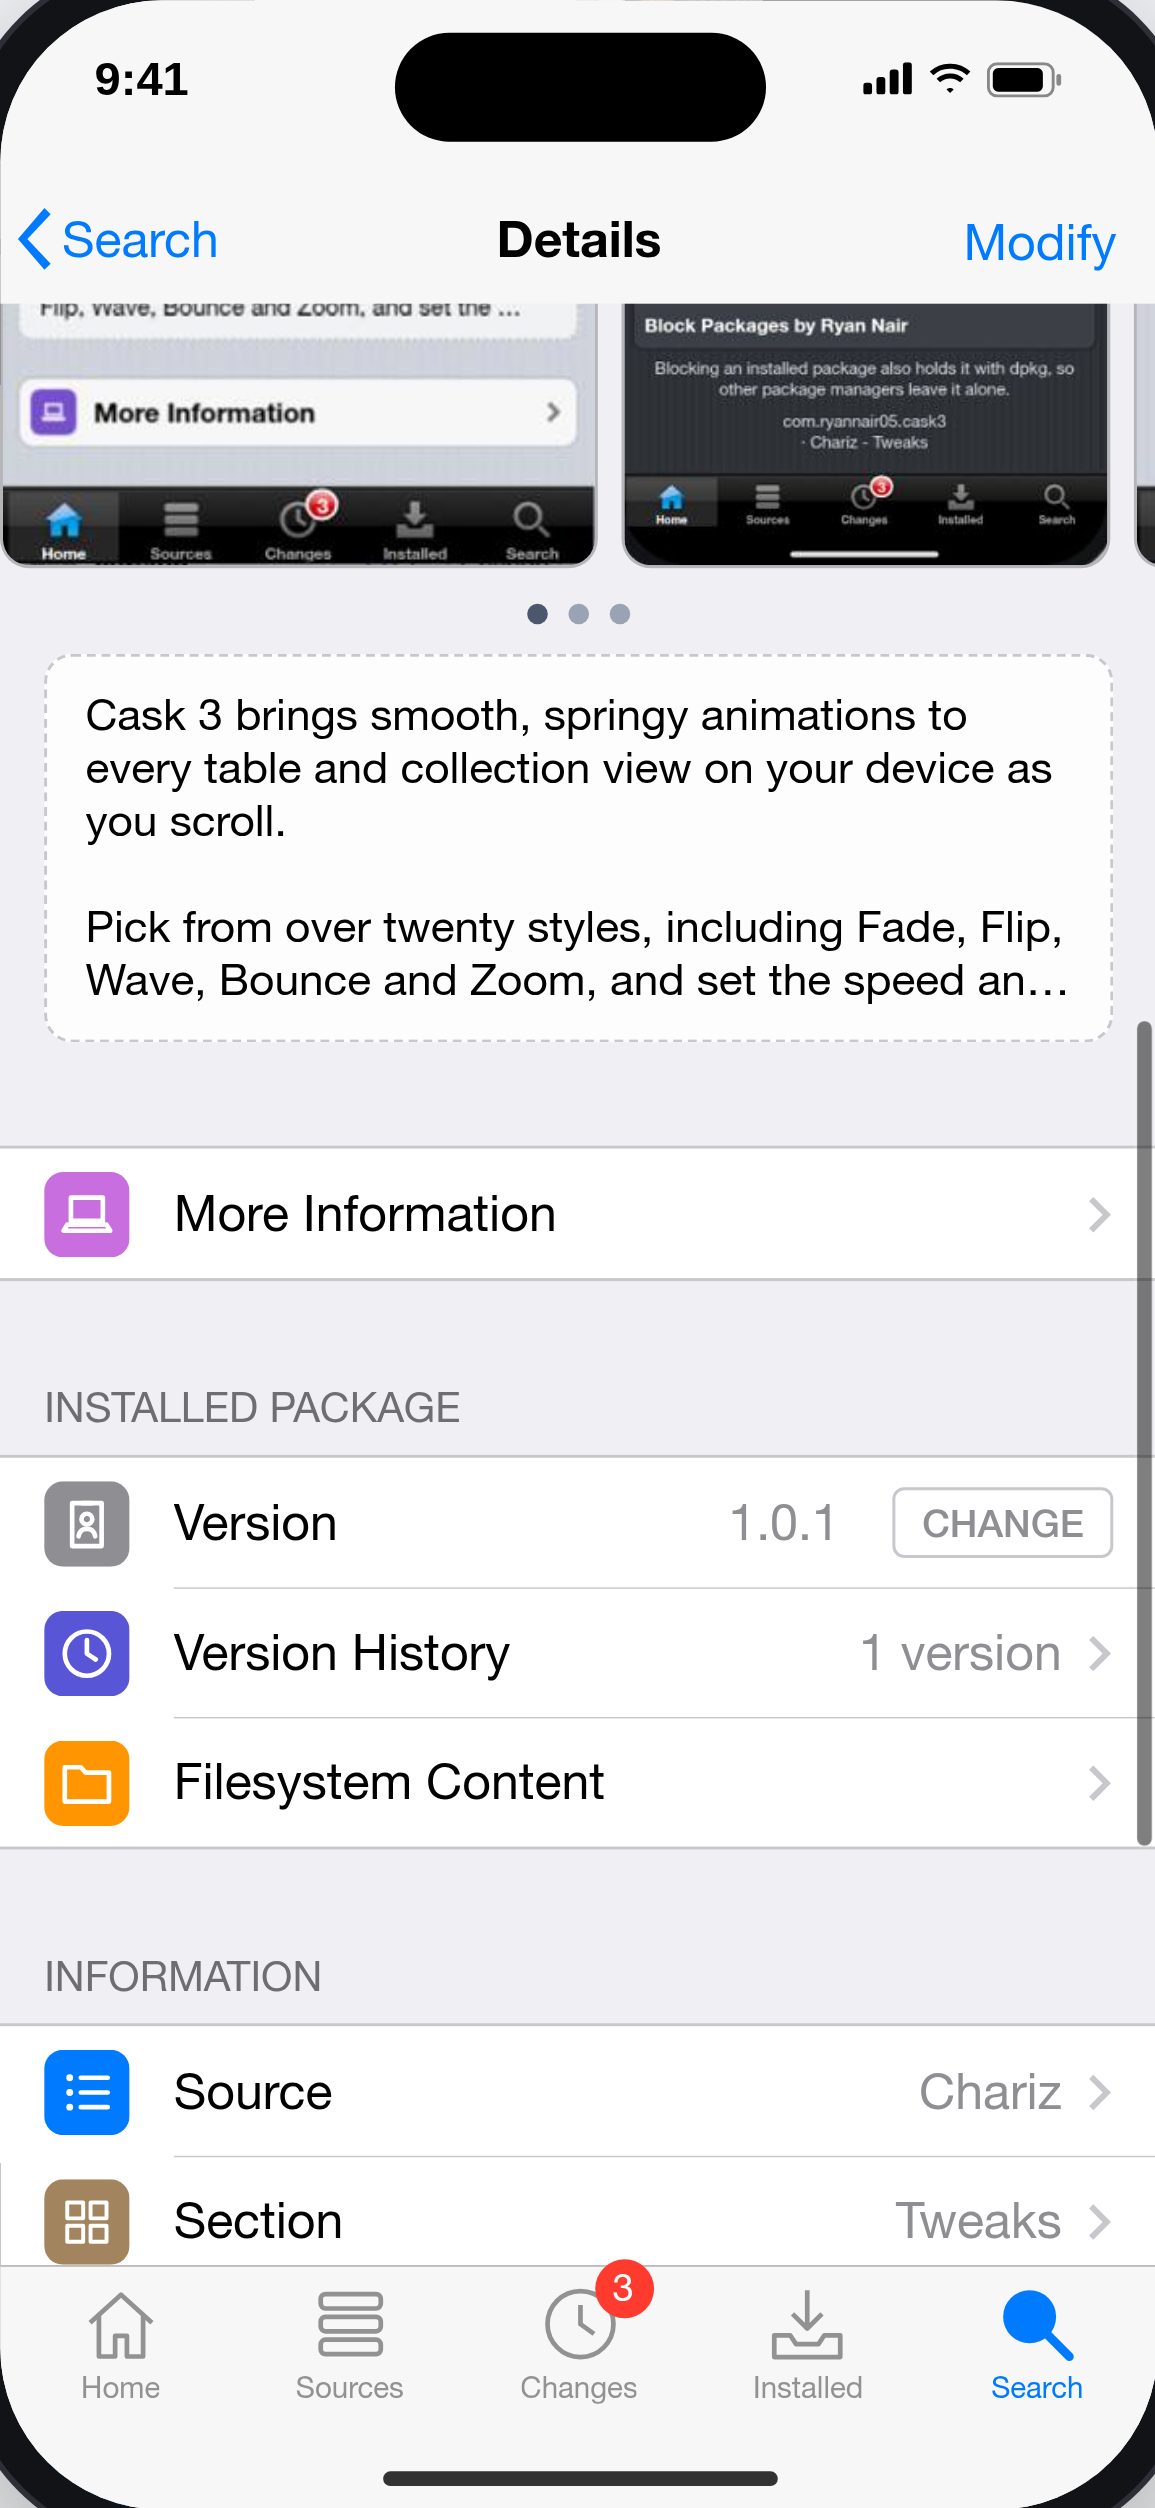 9:41
Search
Details
Modify
Flip, Wave, Bounce and Zoom, and set the ...
More Information
Home
Sources
3
Changes
Installed
Search
Block Packages by Ryan Nair
Blocking an installed package also holds it with dpkg, so
other package managers leave it alone.
com.ryannair05.cask3
· Chariz - Tweaks
Home
Sources
3
Changes
Installed
Search
Cask 3 brings smooth, springy animations to
every table and collection view on your device as
you scroll.
Pick from over twenty styles, including Fade, Flip,
Wave, Bounce and Zoom, and set the speed an...
More Information
INSTALLED PACKAGE
Version 1.0.1 CHANGE
Version History 1 version
Filesystem Content
INFORMATION
Source Chariz
Section Tweaks
3
Home
Sources
Changes
Installed
Search